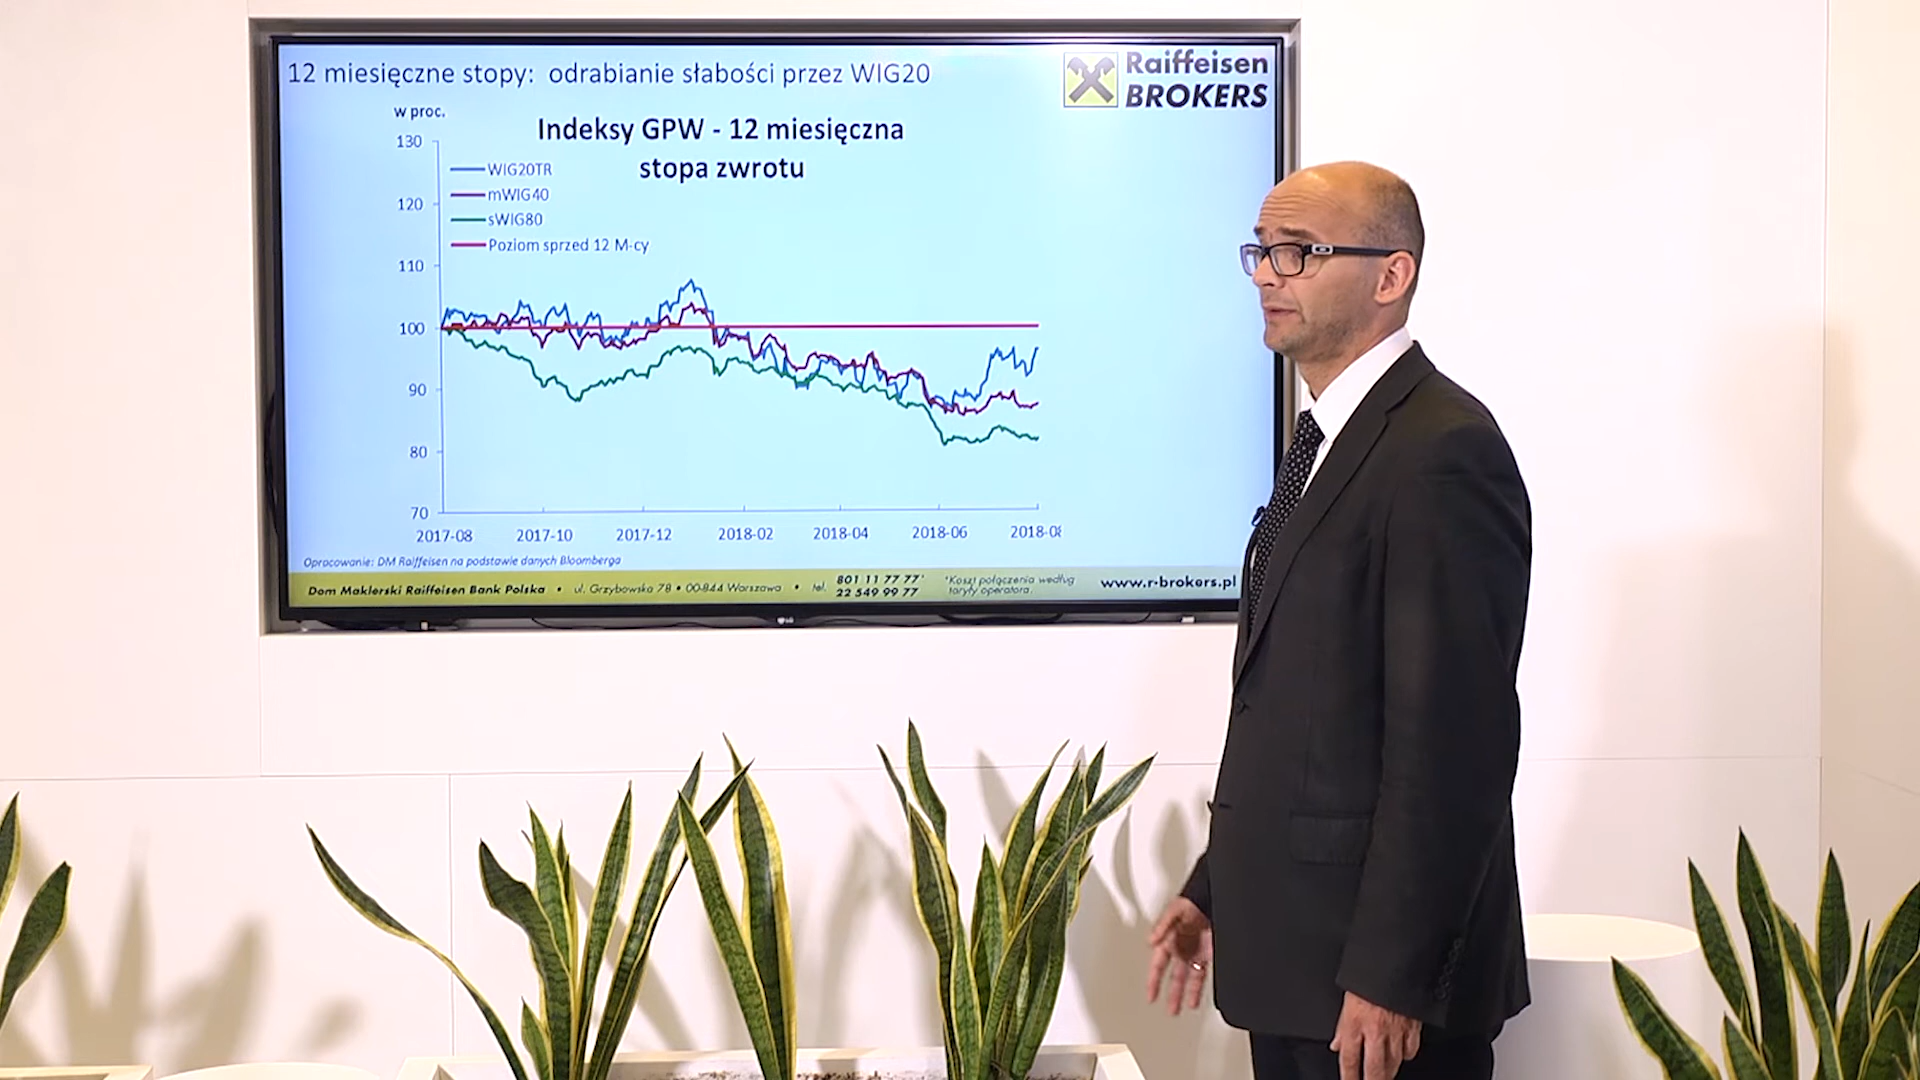 12 miesięczne stopy: odrabianie słabości przez WIG20
Raiffeisen
BROKERS
w proc.
Indeksy GPW - 12 miesięczna
stopa zwrotu
130
120
110
100
90
80
70
WIG20TR
mWIG40
sWIG80
Poziom sprzed 12 M-cy
2017-08
2017-10
2017-12
2018-02
2018-04
2018-06
2018-08
Opracowanie: DM Raiffeisen na podstawie danych Bloomberga
Dom Maklerski Raiffeisen Bank Polska • ul. Grzybowska 78 • 00-844 Warszawa • tel. 801 11 77 77*
22 549 99 77
*Koszt połączenia według
taryfy operatora.
www.r-brokers.pl
LG